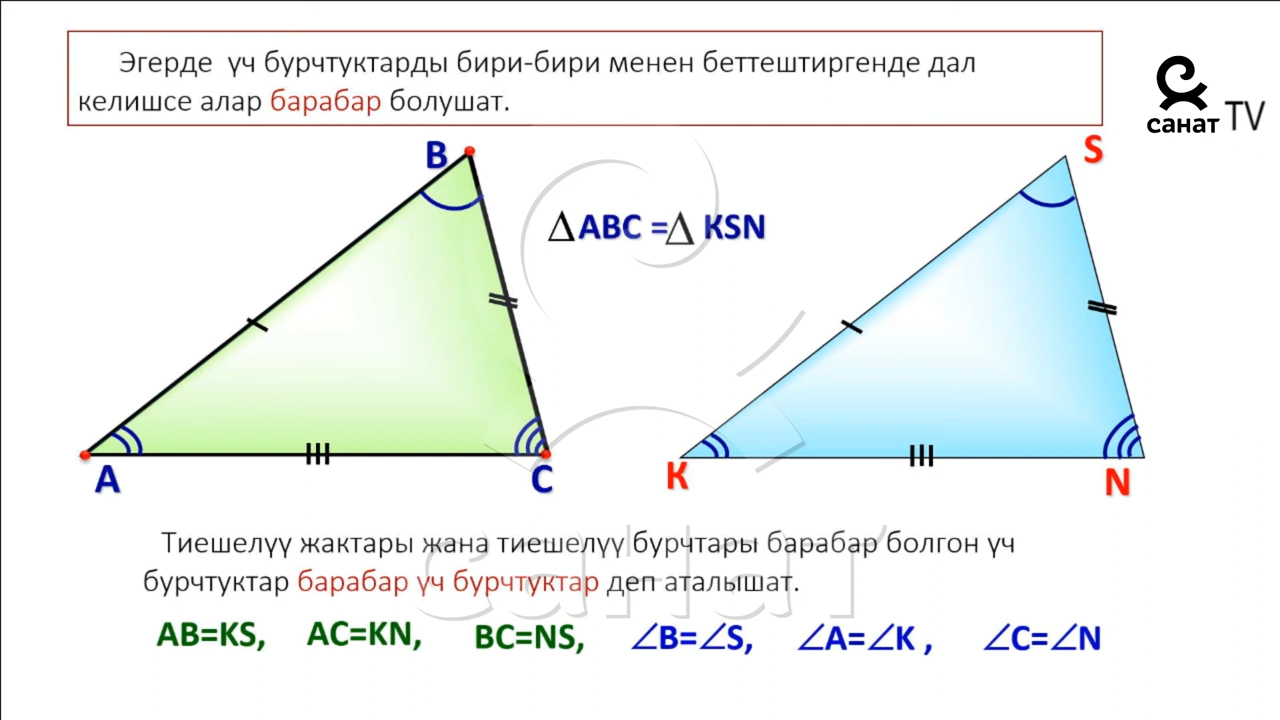 Эгерде үч бурчтуктарды бири-бири менен беттештиргенде дал
келишсе алар барабар болушат.
санат TV
B
S
∆ABC =∆ KSN
A
C
K
N
Тиешелүү жактары жана тиешелүү бурчтары барабар болгон үч
бурчтуктар барабар үч бурчтуктар деп аталышат.
AB=KS, AC=KN, BC=NS, ∠B=∠S, ∠A=∠K , ∠C=∠N
санат